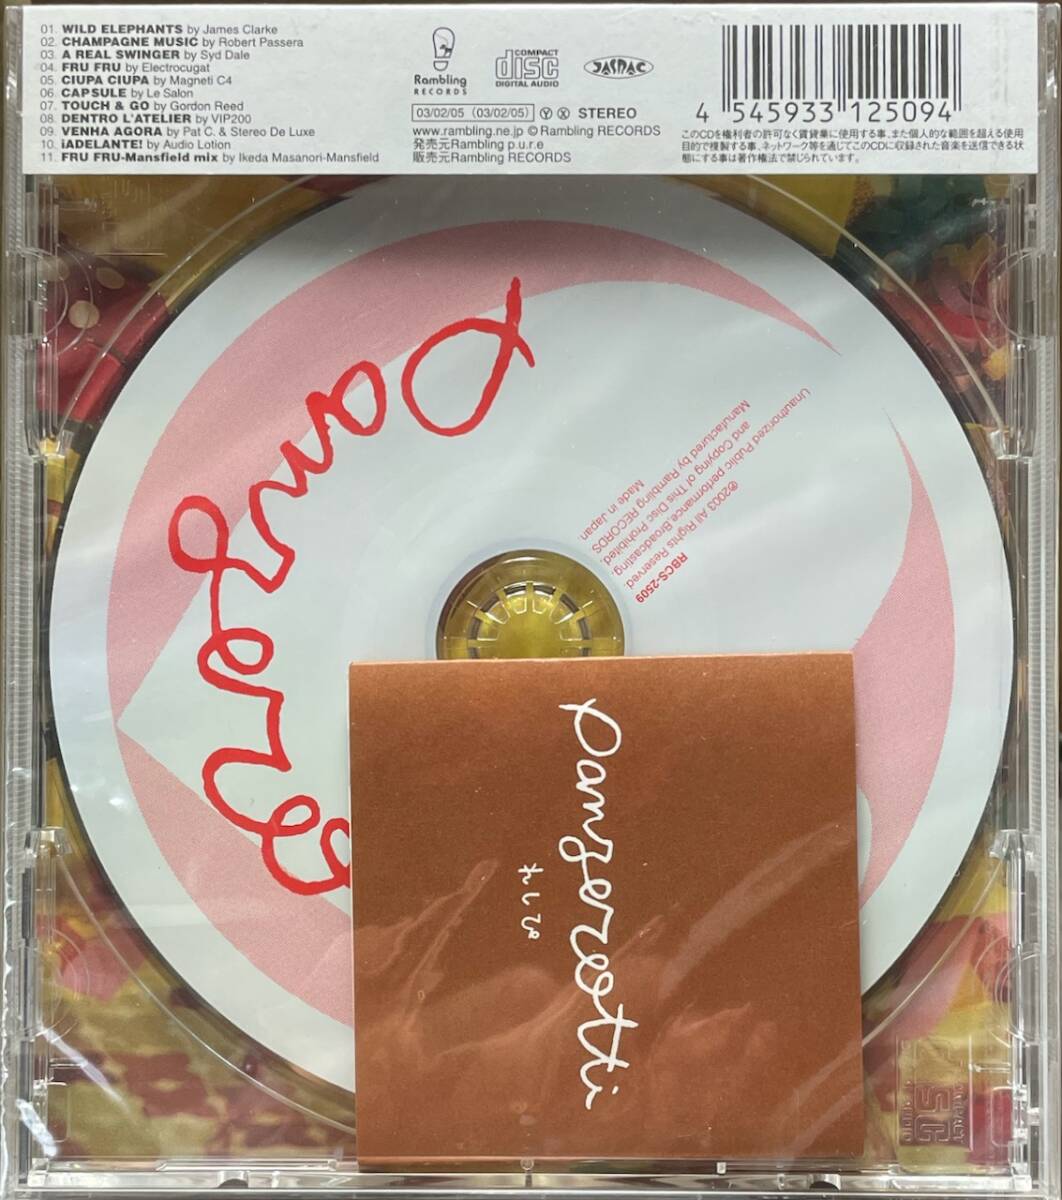 01. WILD ELEPHANTS by James Clarke
02. CHAMPAGNE MUSIC by Robert Passera
03. A REAL SWINGER by Syd Dale
04. FRU FRU by Electrocugat
05. CIUPA CIUPA by Magneti C4
06. CAPSULE by Le Salon
07. TOUCH & GO by Gordon Reed
08. DENTRO L'ATELIER by VIP200
09. VENHA AGORA by Pat C. & Stereo De Luxe
10. ¡ADELANTE! by Audio Lotion
11. FRU FRU-Mansfield mix by Ikeda Masanori-Mansfield
Rambling
RECORDS
COMPACT
disc
DIGITAL AUDIO
JASRAC
03/02/05 (03/02/05) Ⓨ Ⓧ STEREO
www.rambling.ne.jp © Rambling RECORDS
発売元Rambling p.u.r.e
販売元Rambling RECORDS
4 545933 125094
このCDを権利者の許可なく賃貸業に使用する事、また個人的な範囲を超える使用
目的で複製する事、ネットワーク等を通じてこのCDに収録された音楽を送信できる状
態にする事は著作権法で禁じられています。
Panzero
RBCS-2509
℗2003 All Rights Reserved.
Unauthorized Public performance,Broadcasting,
and Copying of This Disc Prohibited.
Manufactured by Rambling RECORDS
Made in Japan.
Panzerotti
れしぴ